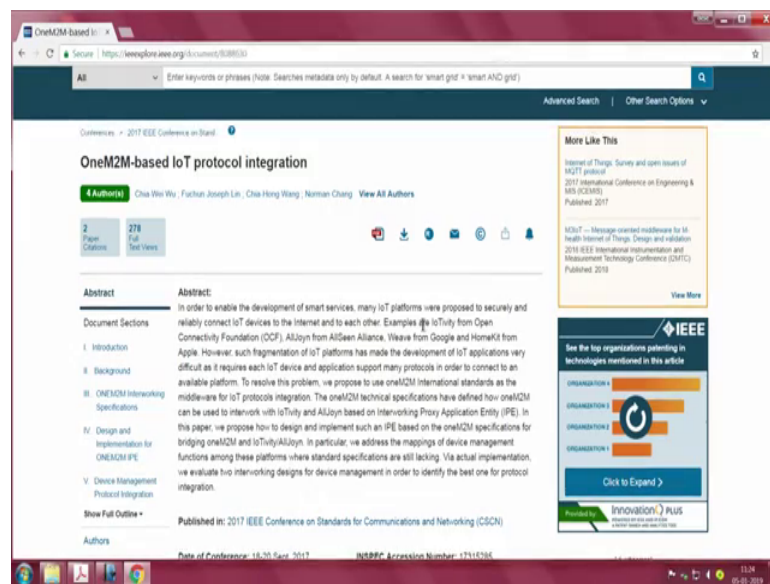 OneM2M-based Io
Secure https://ieeexplore.ieee.org/document/8088630
All
Enter keywords or phrases (Note: Searches metadata only by default. A search for 'smart grid' = 'smart AND grid')
Advanced Search | Other Search Options
Conferences > 2017 IEEE Conference on Stand
OneM2M-based IoT protocol integration
4 Author(s) Chia-Wei Wu ; Fuchun Joseph Lin ; Chia-Hong Wang ; Norman Chang View All Authors
2
Paper
Citations
278
Full
Text Views
Abstract
Document Sections
I. Introduction
II. Background
III. ONEM2M Interworking
Specifications
IV. Design and
Implementation for
ONEM2M IPE
V. Device Management
Protocol Integration
Show Full Outline
Authors
Abstract:
In order to enable the development of smart services, many IoT platforms were proposed to securely and
reliably connect IoT devices to the Internet and to each other. Examples are IoTivity from Open
Connectivity Foundation (OCF), AllJoyn from AllSeen Alliance, Weave from Google and HomeKit from
Apple. However, such fragmentation of IoT platforms has made the development of IoT applications very
difficult as it requires each IoT device and application support many protocols in order to connect to an
available platform. To resolve this problem, we propose to use oneM2M International standards as the
middleware for IoT protocols integration. The oneM2M technical specifications have defined how oneM2M
can be used to interwork with IoTivity and AllJoyn based on Interworking Proxy Application Entity (IPE). In
this paper, we propose how to design and implement such an IPE based on the oneM2M specifications for
bridging oneM2M and IoTivity/AllJoyn. In particular, we address the mappings of device management
functions among these platforms where standard specifications are still lacking. Via actual implementation,
we evaluate two interworking designs for device management in order to identify the best one for protocol
integration.
Published in: 2017 IEEE Conference on Standards for Communications and Networking (CSCN)
Date of Conference: 18-20 Sept. 2017
INSPEC Accession Number: 17315285
More Like This
Internet of Things: Survey and open issues of
MQTT protocol
2017 International Conference on Engineering &
MIS (ICEMIS)
Published: 2017
M3IoT — Message-oriented middleware for M-
health Internet of Things: Design and validation
2018 IEEE International Instrumentation and
Measurement Technology Conference (I2MTC)
Published: 2018
View More
IEEE
See the top organizations patenting in
technologies mentioned in this article
ORGANIZATION 4
ORGANIZATION 3
ORGANIZATION 2
ORGANIZATION 1
Click to Expand >
Provided by:
InnovationQ PLUS
11:24
05-01-2019